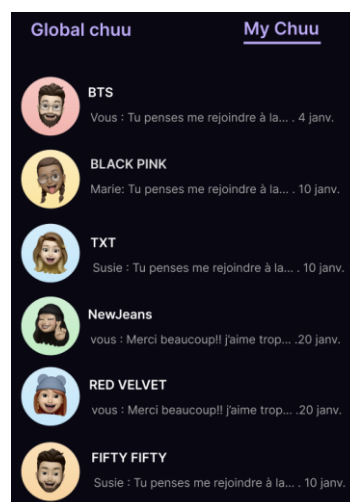 Global chuu
My Chuu
BTS
Vous : Tu penses me rejoindre à la... . 4 janv.
BLACK PINK
Marie: Tu penses me rejoindre à la... . 10 janv.
TXT
Susie : Tu penses me rejoindre à la... . 10 janv.
NewJeans
vous : Merci beaucoup!! j'aime trop... .20 janv.
RED VELVET
vous : Merci beaucoup!! j'aime trop... .20 janv.
FIFTY FIFTY
Susie : Tu penses me rejoindre à la... . 10 janv.